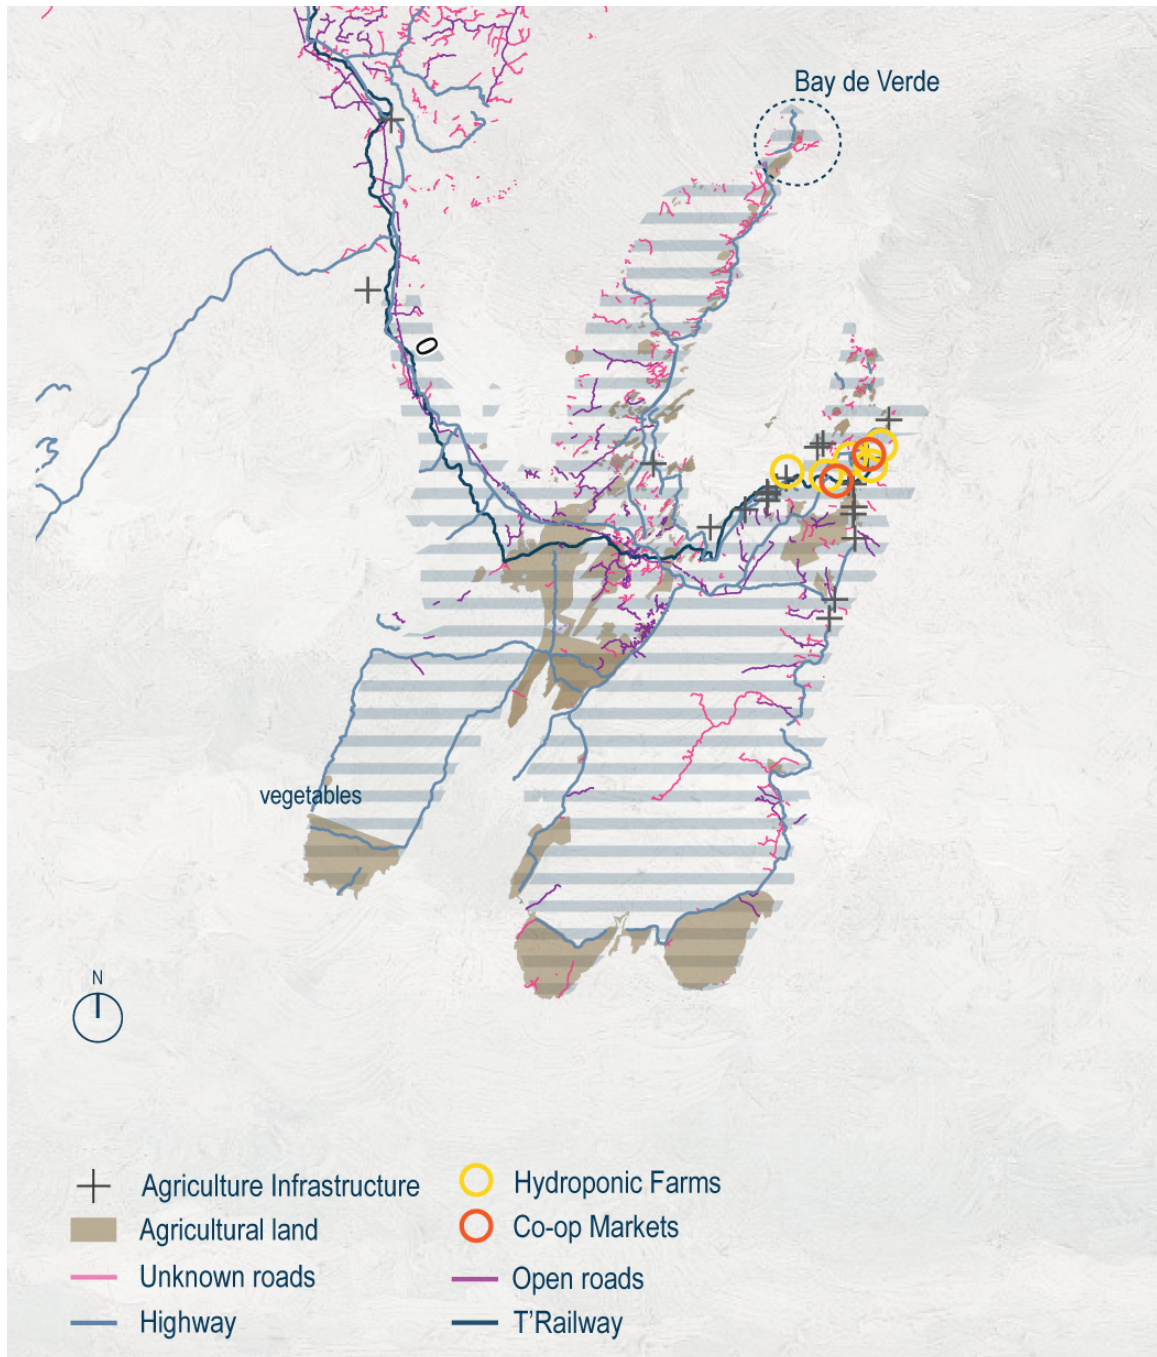 Bay de Verde
0
vegetables
N
Agriculture Infrastructure
Hydroponic Farms
Agricultural land
Co-op Markets
Unknown roads
Open roads
Highway
T'Railway